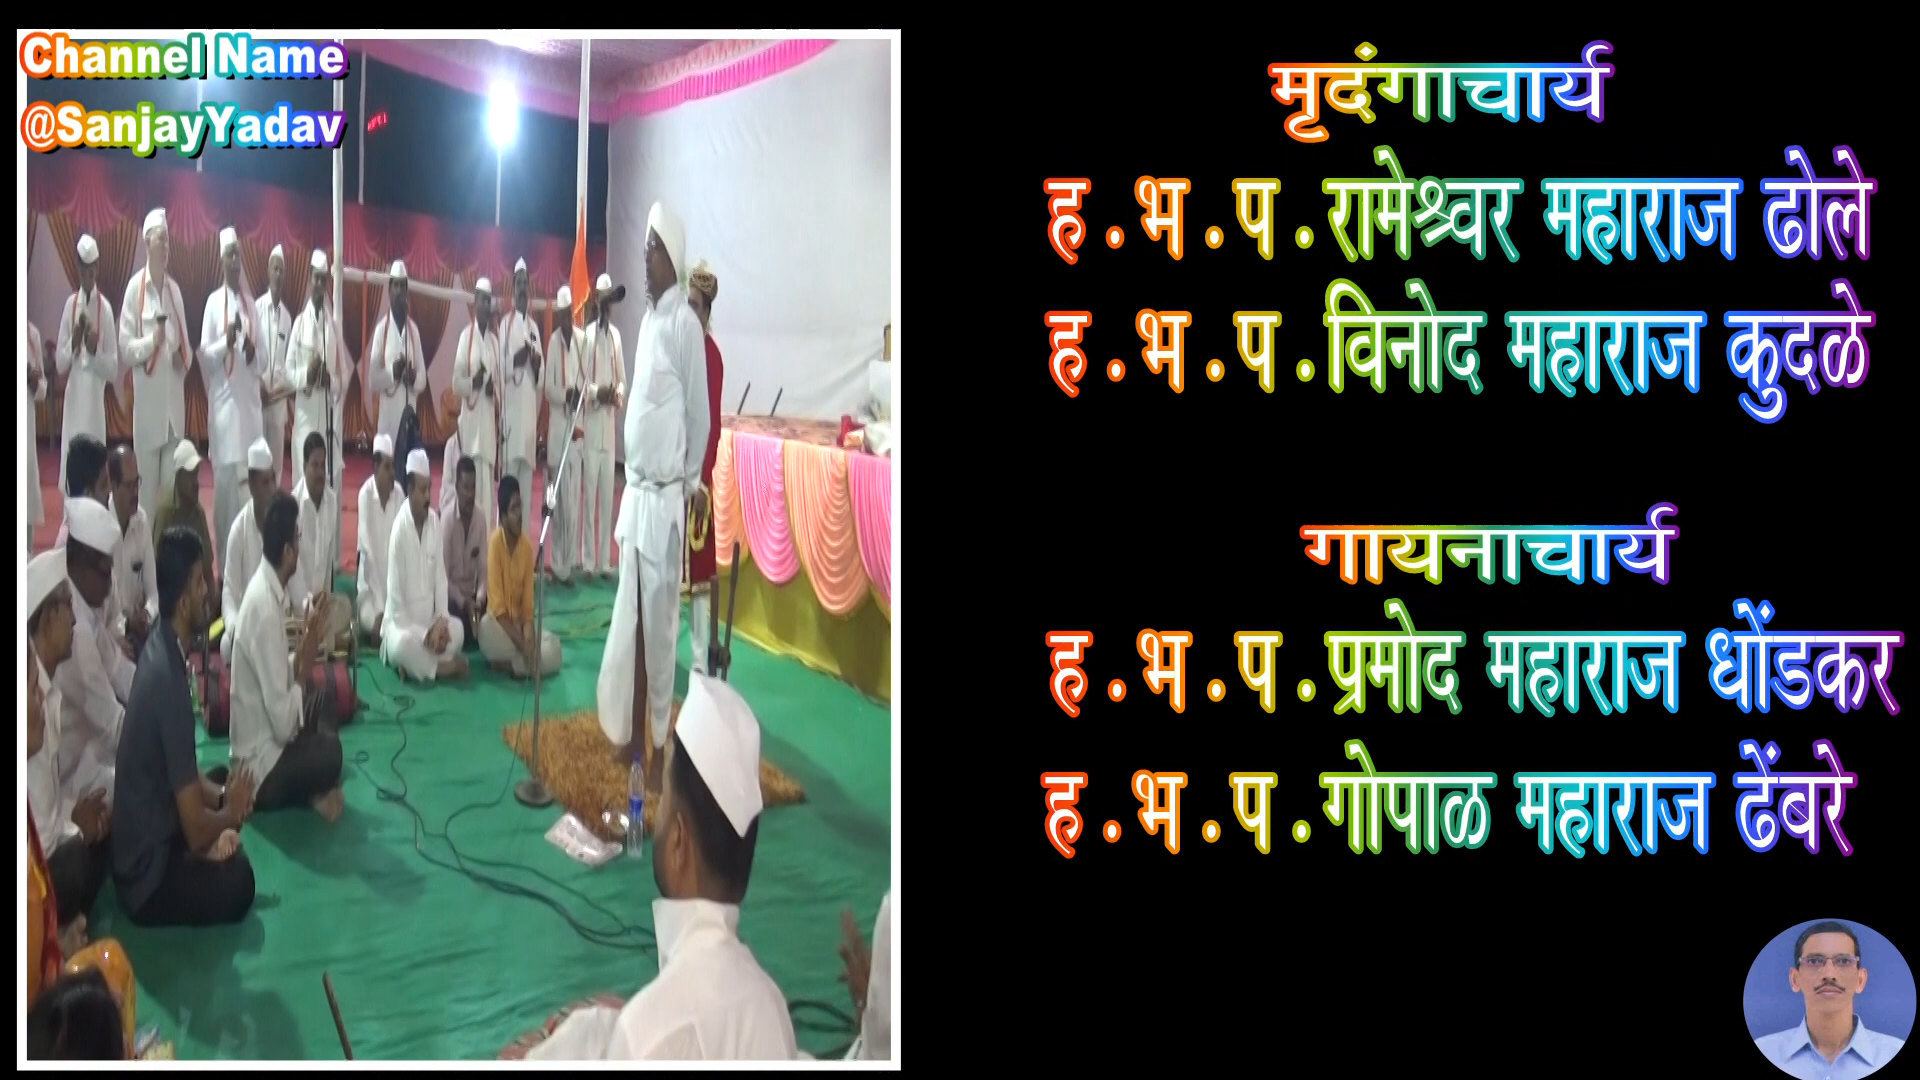 Channel Name
@SanjayYadav
मृदंगाचार्य
ह.भ.प.रामेश्र्वर महाराज ढोले
ह.भ.प.विनोद महाराज कुदळे
गायनाचार्य
ह.भ.प.प्रमोद महाराज धोंडकर
ह.भ.प.गोपाळ महाराज ढेंबरे